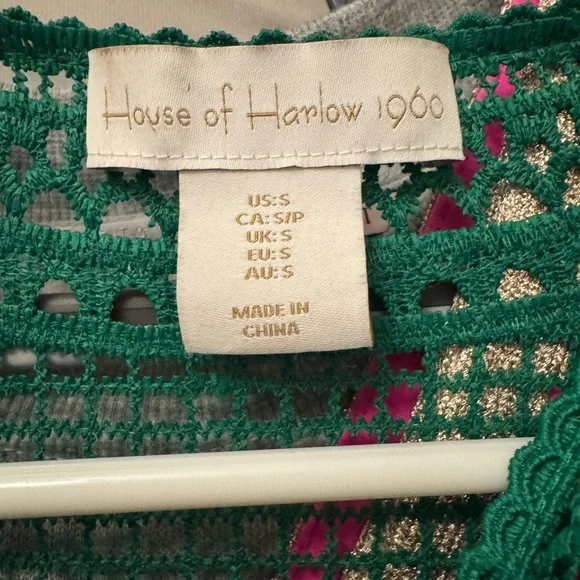 House of Harlow 1960
US:S
CA: S/P
UK: S
EU: S
AU: S
MADE IN
CHINA